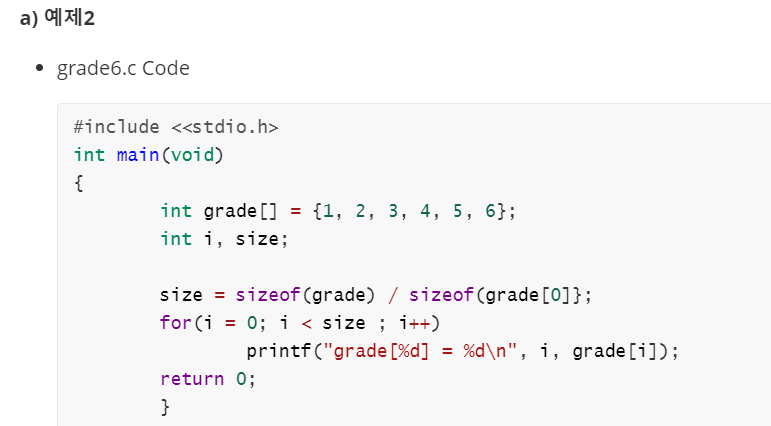 a) 예제2
• grade6.c Code
#include <<stdio.h>
int main(void)
{
        int grade[] = {1, 2, 3, 4, 5, 6};
        int i, size;

        size = sizeof(grade) / sizeof(grade[0]};
        for(i = 0; i < size ; i++)
                printf("grade[%d] = %d\n", i, grade[i]);
        return 0;
        }